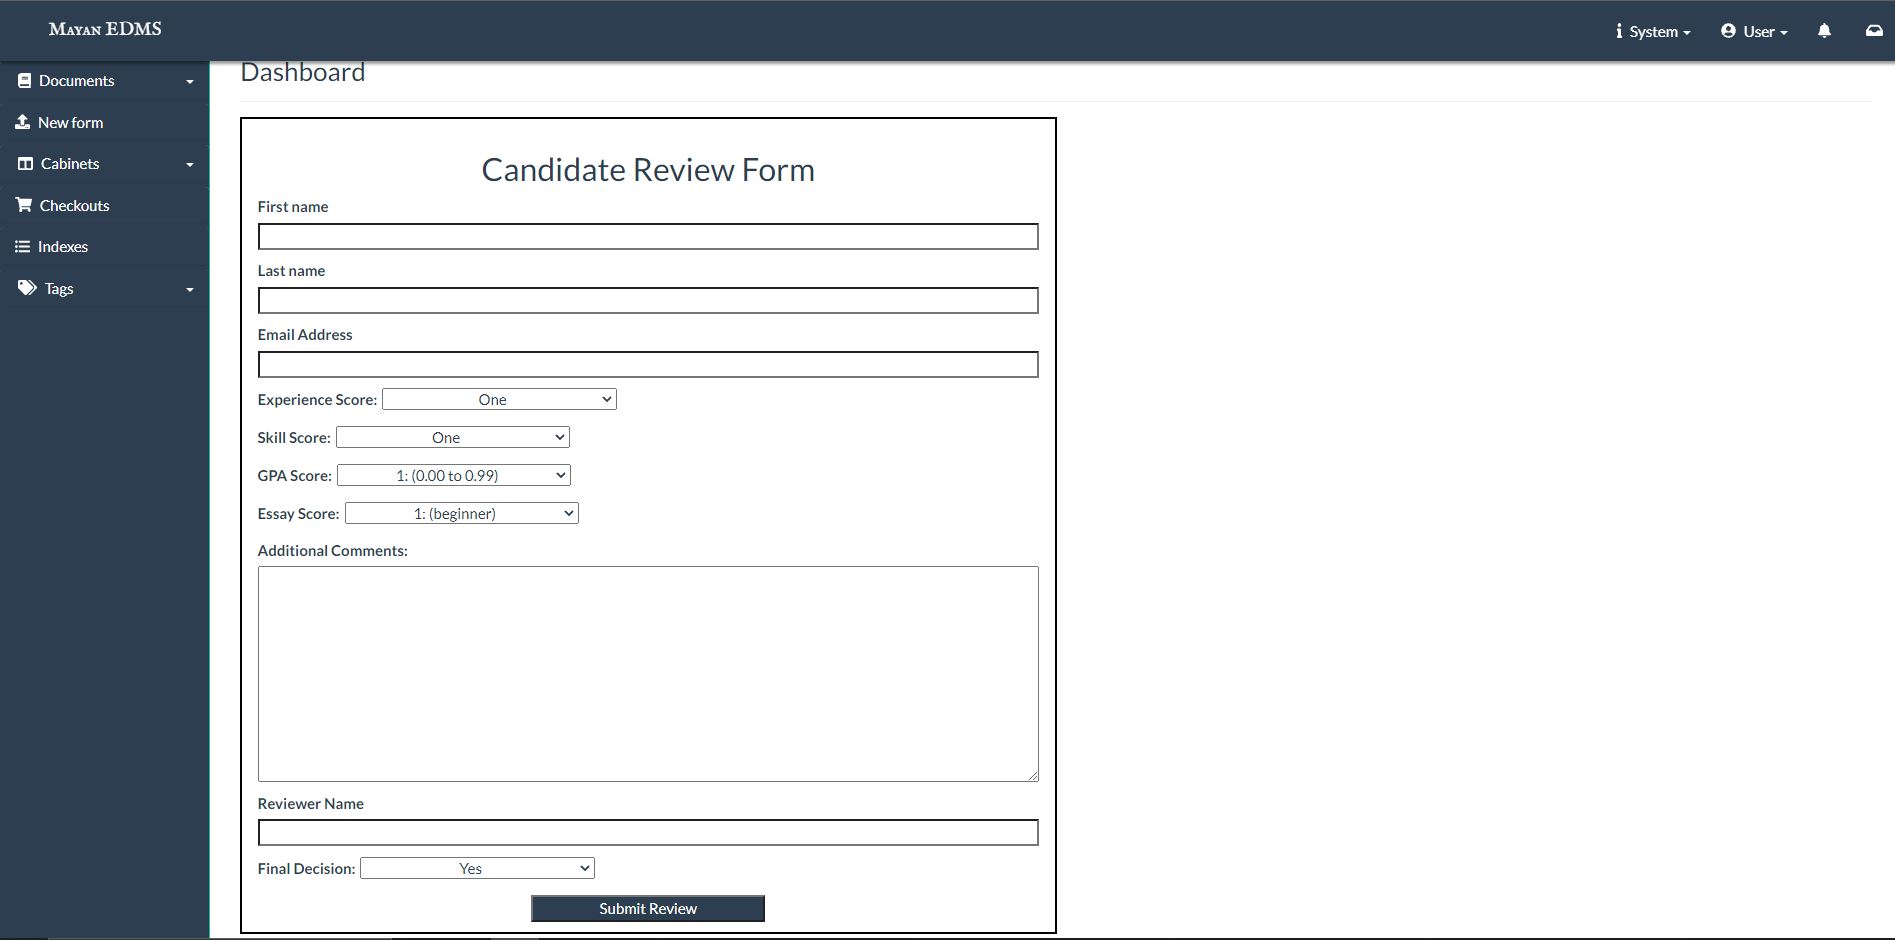 Mayan EDMS
System
User
Documents
New form
Cabinets
Checkouts
Indexes
Tags
Dashboard
Candidate Review Form
First name
Last name
Email Address
Experience Score: One
Skill Score: One
GPA Score: 1: (0.00 to 0.99)
Essay Score: 1: (beginner)
Additional Comments:
Reviewer Name
Final Decision: Yes
Submit Review